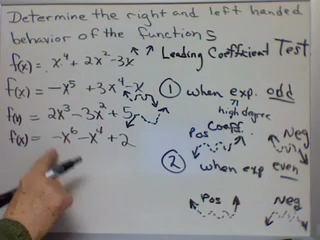 Determine the right and left handed
behavior of the functions
f(x) = x⁴ + 2x² - 3x
Leading Coefficient Test
f(x) = -x⁵ + 3x⁴ - x
① when exp. odd
high degree
f(x) = 2x³ - 3x² + 5
Pos Coeff. Neg
f(x) = -x⁶ - x⁴ + 2
② when exp even
Pos Neg